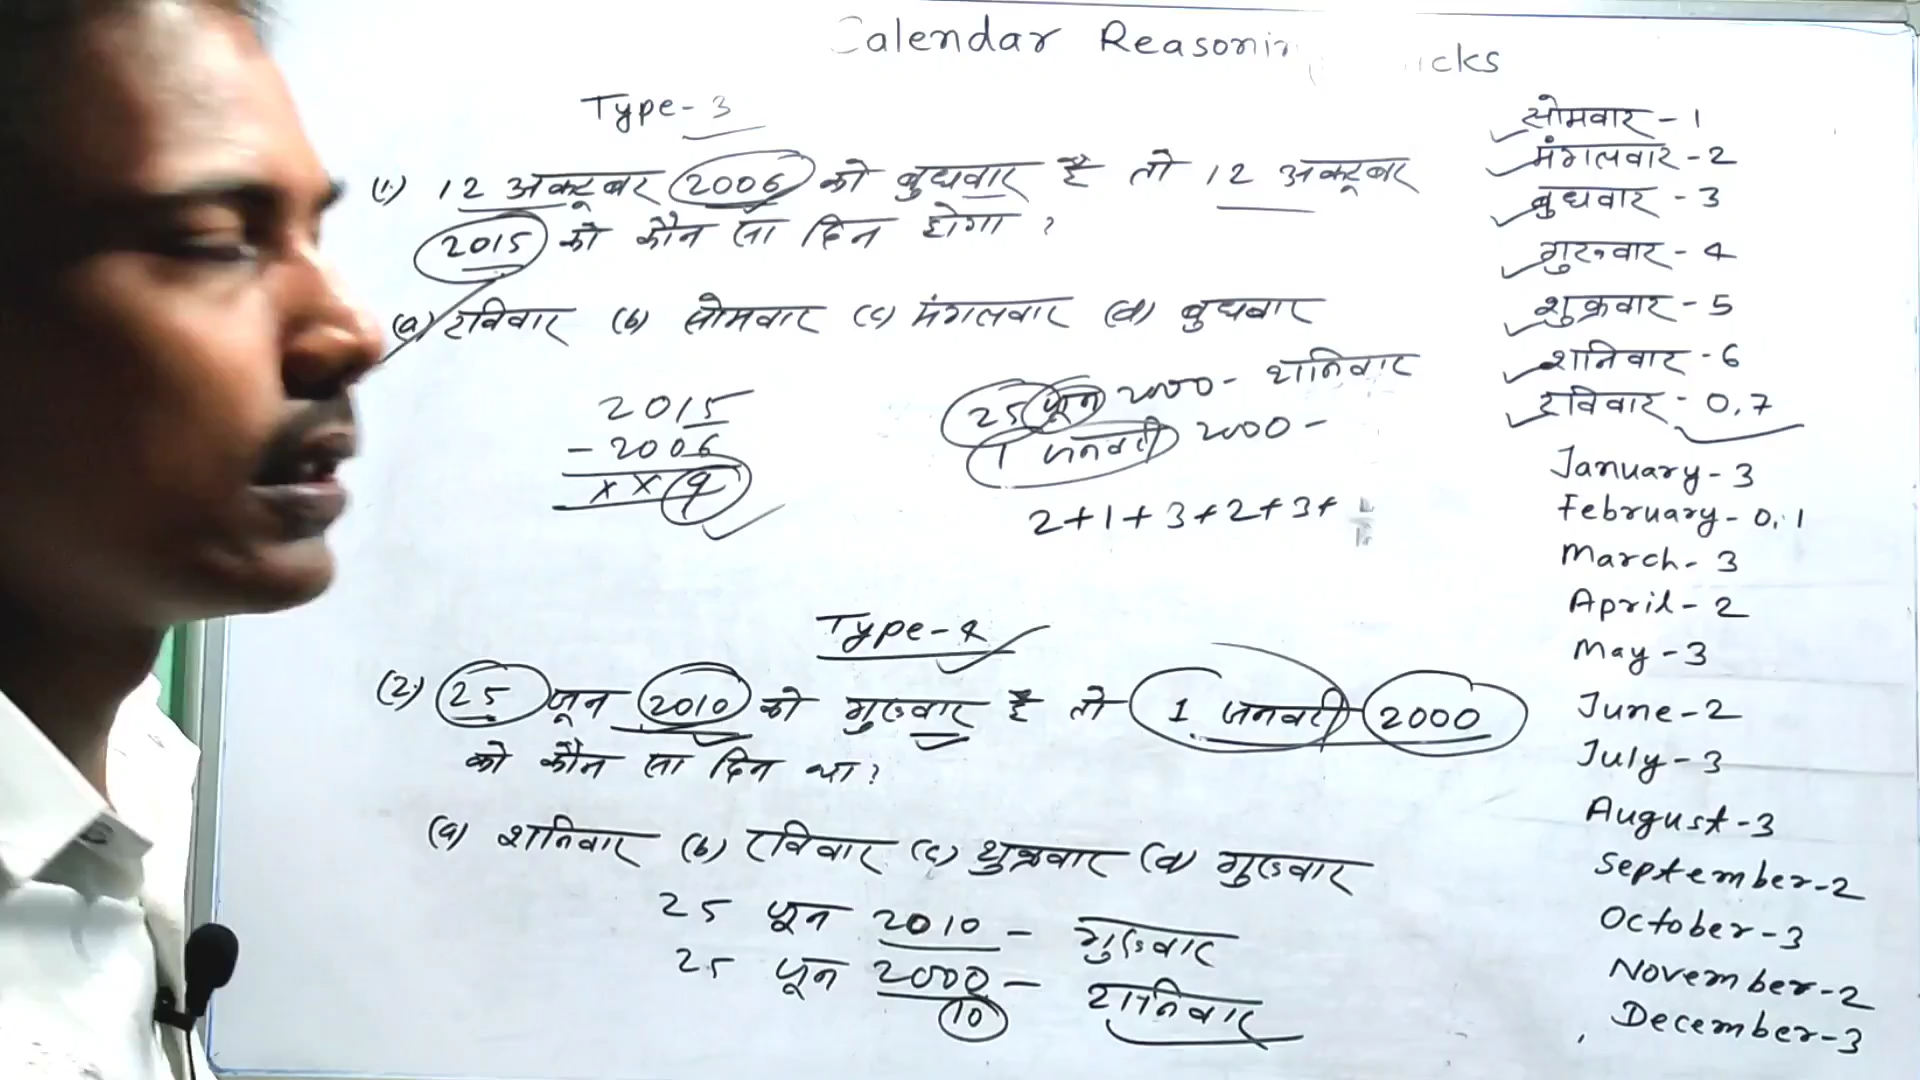 Calendar Reasonin icks
Type-3
(1.) 12 अक्टूबर 2006 को बुधवार है तो 12 अक्टूबर
2015 को कौन सा दिन होगा ?
(a) रविवार (b) सोमवार (c) मंगलवार (d) बुधवार
2015
- 2006
x x 9
25 जून 2000 - शनिवार
1 जनवरी 2000 -
2+1+3+2+3+
Type-4
(2.) 25 जून 2010 को गुरुवार है तो 1 जनवरी 2000
को कौन सा दिन था ?
(a) शनिवार (b) रविवार (c) शुक्रवार (d) गुरुवार
25 जून 2010 - गुरुवार
25 जून 2000 - शनिवार
10
सोमवार - 1
मंगलवार - 2
बुधवार - 3
गुरुवार - 4
शुक्रवार - 5
शनिवार - 6
रविवार - 0,7
January - 3
February - 0,1
March - 3
April - 2
May - 3
June - 2
July - 3
August - 3
September - 2
October - 3
November - 2
December - 3